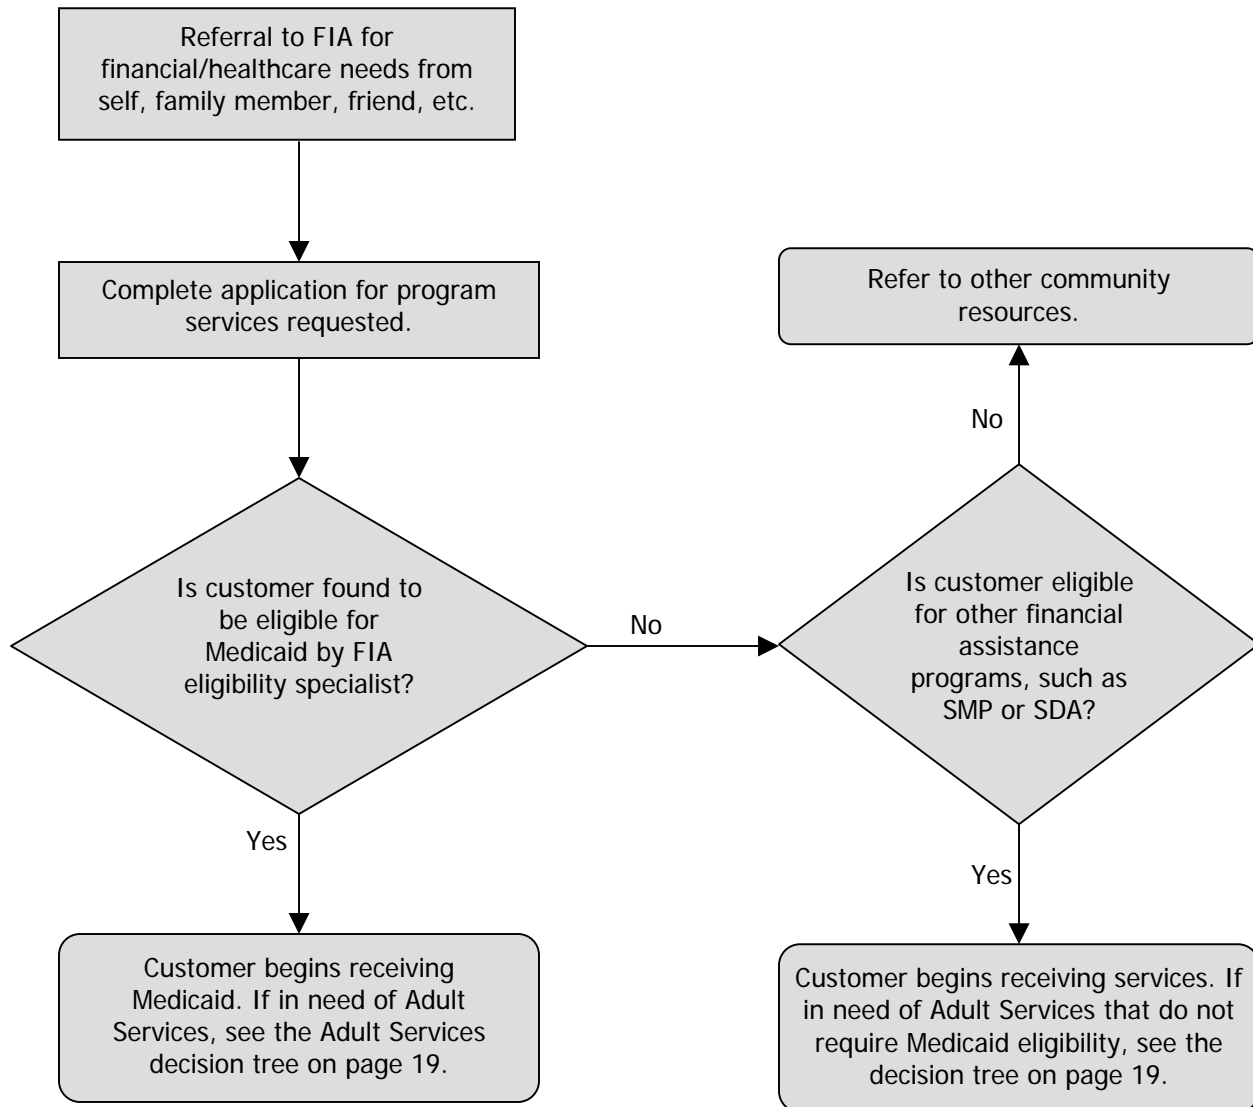 Referral to FIA for
financial/healthcare needs from
self, family member, friend, etc.
Complete application for program
services requested.
Refer to other community
resources.
No
Is customer found to
be eligible for
Medicaid by FIA
eligibility specialist?
No
Is customer eligible
for other financial
assistance
programs, such as
SMP or SDA?
Yes
Yes
Customer begins receiving
Medicaid. If in need of Adult
Services, see the Adult Services
decision tree on page 19.
Customer begins receiving services. If
in need of Adult Services that do not
require Medicaid eligibility, see the
decision tree on page 19.